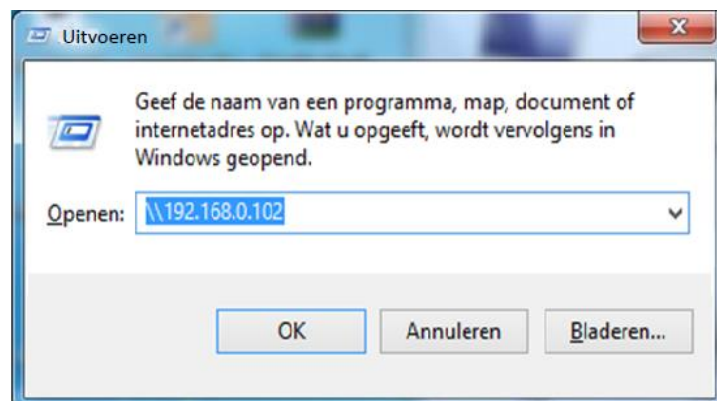 Uitvoeren
Geef de naam van een programma, map, document of
internetadres op. Wat u opgeeft, wordt vervolgens in
Windows geopend.
Openen: \\192.168.0.102
OK Annuleren Bladeren...